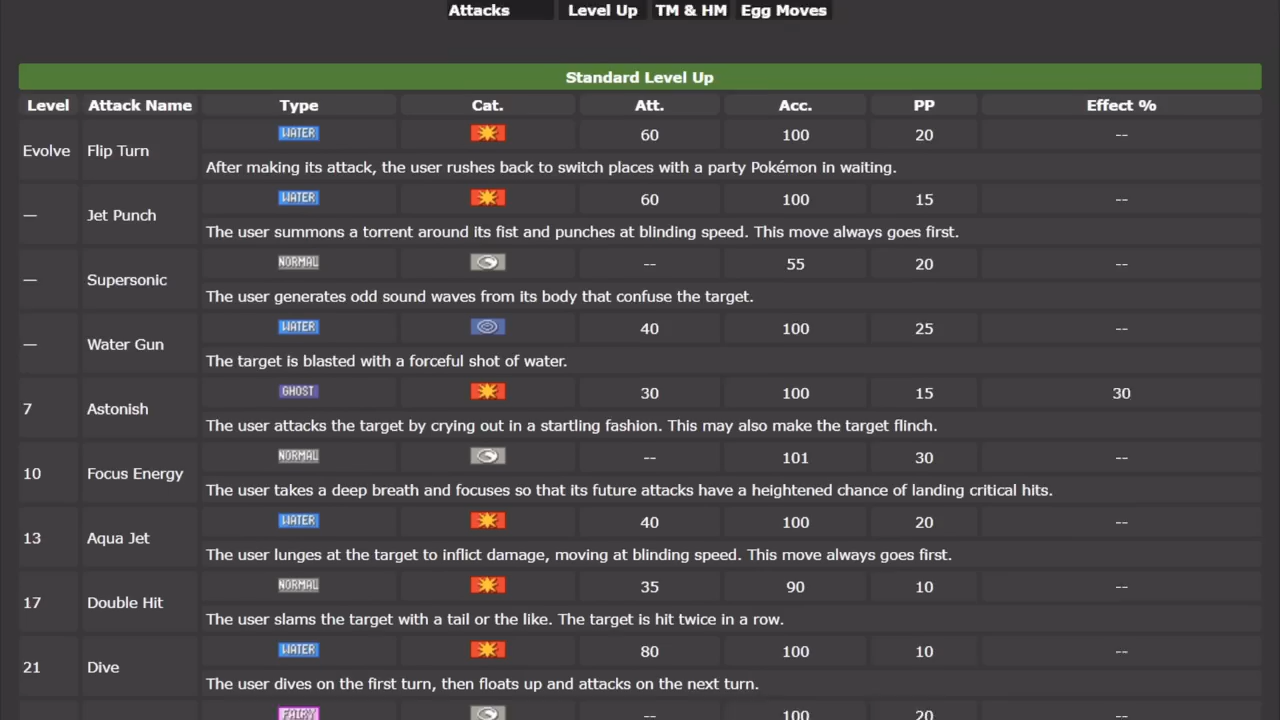 Attacks Level Up TM & HM Egg Moves
Standard Level Up
Level Attack Name Type Cat. Att. Acc. PP Effect %
Evolve Flip Turn WATER 60 100 20 --
After making its attack, the user rushes back to switch places with a party Pokémon in waiting.
— Jet Punch WATER 60 100 15 --
The user summons a torrent around its fist and punches at blinding speed. This move always goes first.
— Supersonic NORMAL -- 55 20 --
The user generates odd sound waves from its body that confuse the target.
— Water Gun WATER 40 100 25 --
The target is blasted with a forceful shot of water.
7 Astonish GHOST 30 100 15 30
The user attacks the target by crying out in a startling fashion. This may also make the target flinch.
10 Focus Energy NORMAL -- 101 30 --
The user takes a deep breath and focuses so that its future attacks have a heightened chance of landing critical hits.
13 Aqua Jet WATER 40 100 20 --
The user lunges at the target to inflict damage, moving at blinding speed. This move always goes first.
17 Double Hit NORMAL 35 90 10 --
The user slams the target with a tail or the like. The target is hit twice in a row.
21 Dive WATER 80 100 10 --
The user dives on the first turn, then floats up and attacks on the next turn.
FAIRY -- 100 20 --